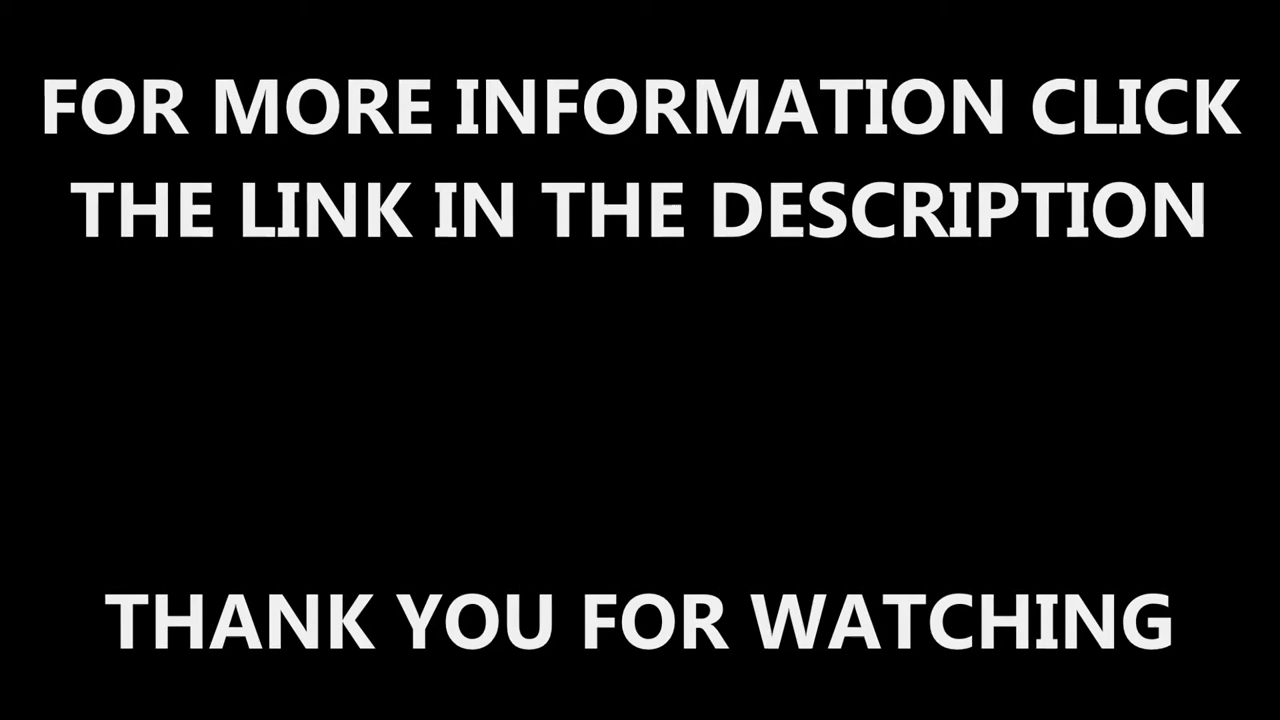 FOR MORE INFORMATION CLICK
THE LINK IN THE DESCRIPTION
THANK YOU FOR WATCHING